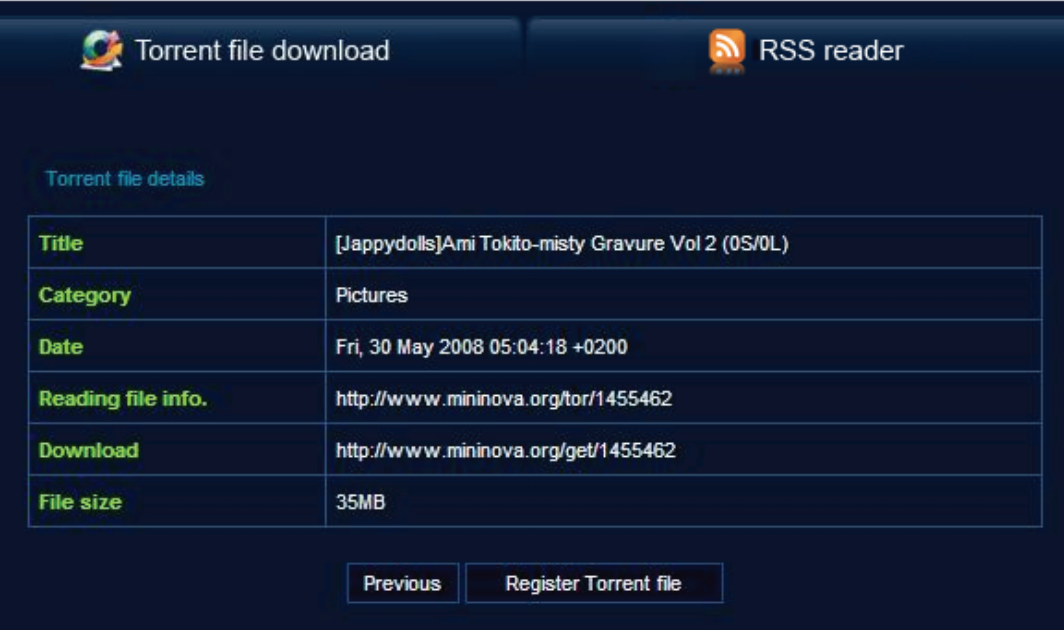 Torrent file download
RSS reader
Torrent file details
Title [Jappydolls]Ami Tokito-misty Gravure Vol 2 (0S/0L)
Category Pictures
Date Fri, 30 May 2008 05:04:18 +0200
Reading file info. http://www.mininova.org/tor/1455462
Download http://www.mininova.org/get/1455462
File size 35MB
Previous Register Torrent file